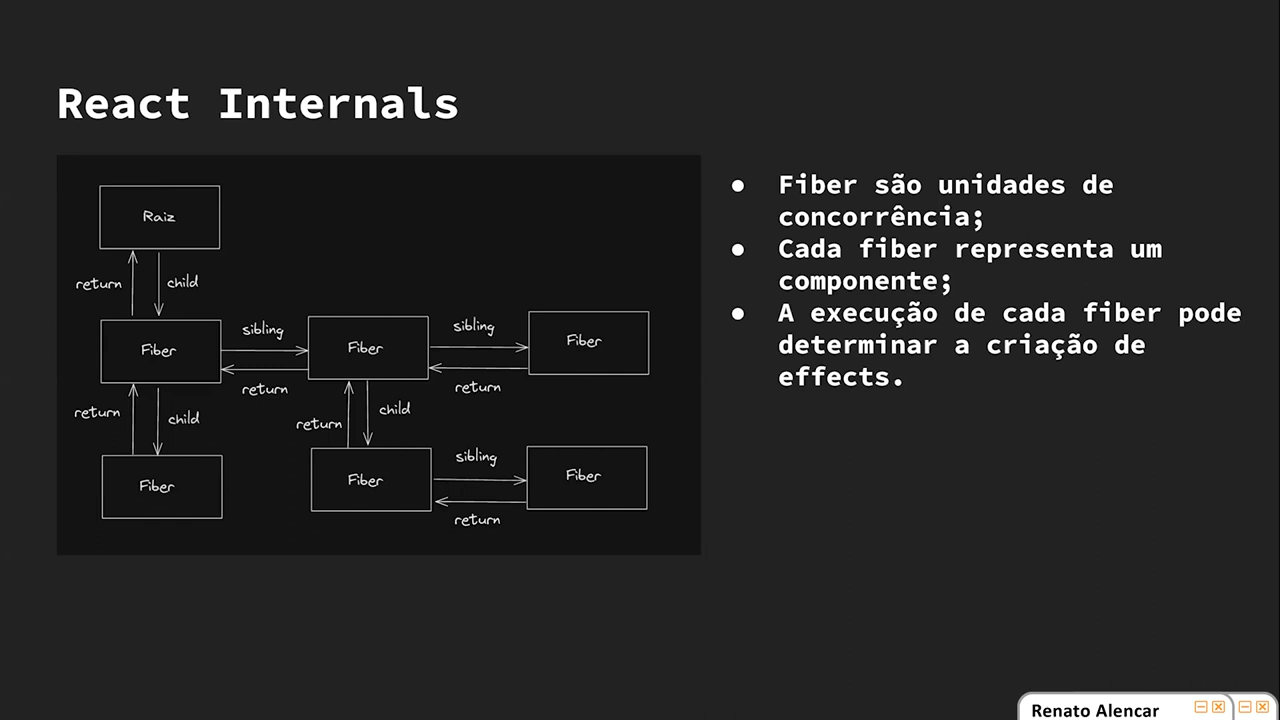 React Internals
Raiz
return
child
Fiber
sibling
return
Fiber
sibling
return
Fiber
return
child
Fiber
return
child
Fiber
sibling
return
Fiber
● Fiber são unidades de
concorrência;
● Cada fiber representa um
componente;
● A execução de cada fiber pode
determinar a criação de
effects.
Renato Alencar